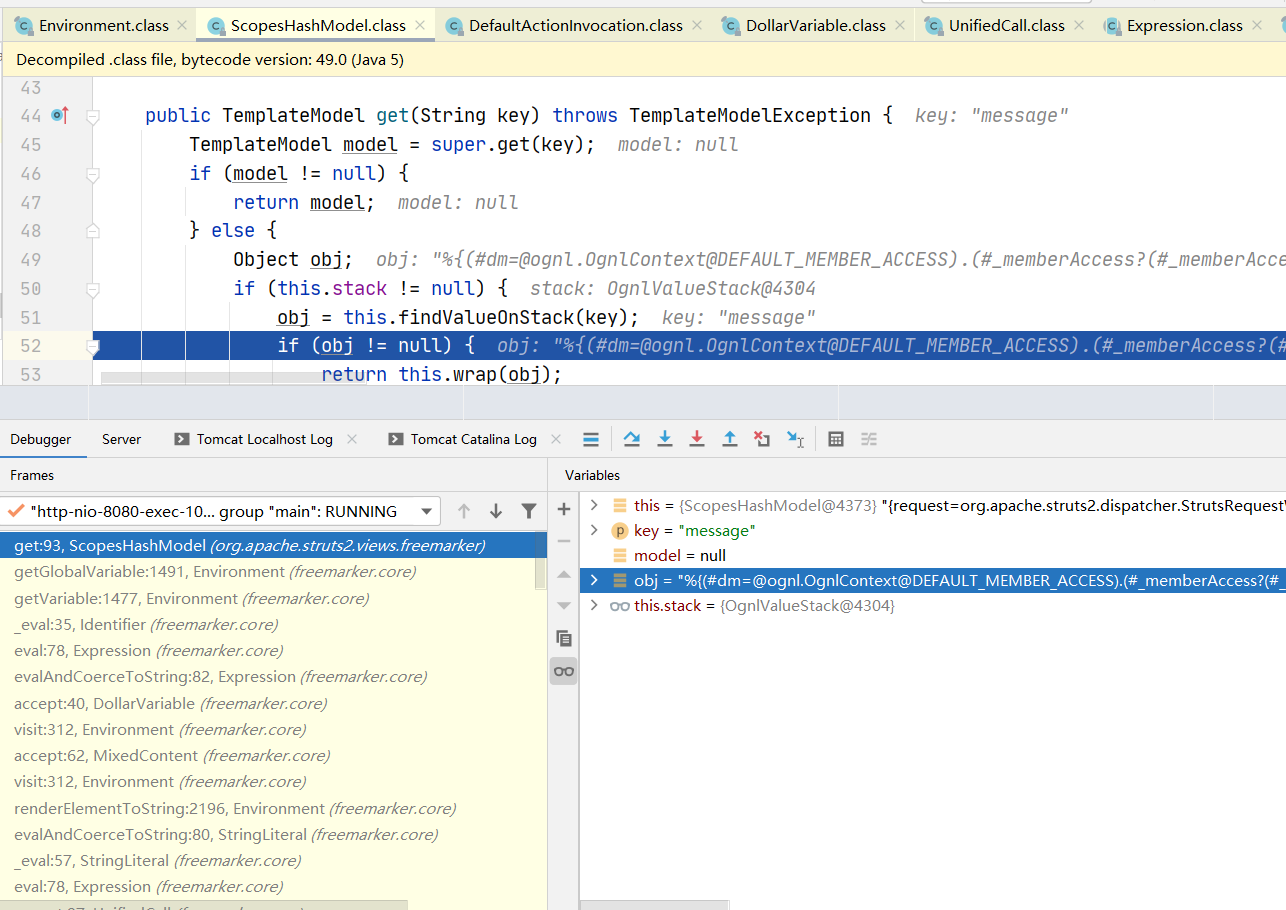 Environment.class ScopesHashModel.class DefaultActionInvocation.class DollarVariable.class UnifiedCall.class Expression.class
Decompiled .class file, bytecode version: 49.0 (Java 5)
43
44 public TemplateModel get(String key) throws TemplateModelException { key: "message"
45 TemplateModel model = super.get(key); model: null
46 if (model != null) {
47 return model; model: null
48 } else {
49 Object obj; obj: "%{(#dm=@ognl.OgnlContext@DEFAULT_MEMBER_ACCESS).(#_memberAccess?(#_memberAcce
50 if (this.stack != null) { stack: OgnlValueStack@4304
51 obj = this.findValueOnStack(key); key: "message"
52 if (obj != null) { obj: "%{(#dm=@ognl.OgnlContext@DEFAULT_MEMBER_ACCESS).(#_memberAccess?(#
53 return this.wrap(obj);
Debugger Server Tomcat Localhost Log Tomcat Catalina Log
Frames Variables
"http-nio-8080-exec-10... group "main": RUNNING
get:93, ScopesHashModel (org.apache.struts2.views.freemarker)
getGlobalVariable:1491, Environment (freemarker.core)
getVariable:1477, Environment (freemarker.core)
_eval:35, Identifier (freemarker.core)
eval:78, Expression (freemarker.core)
evalAndCoerceToString:82, Expression (freemarker.core)
accept:40, DollarVariable (freemarker.core)
visit:312, Environment (freemarker.core)
accept:62, MixedContent (freemarker.core)
visit:312, Environment (freemarker.core)
renderElementToString:2196, Environment (freemarker.core)
evalAndCoerceToString:80, StringLiteral (freemarker.core)
_eval:57, StringLiteral (freemarker.core)
eval:78, Expression (freemarker.core)
this = {ScopesHashModel@4373} "{request=org.apache.struts2.dispatcher.StrutsRequest
key = "message"
model = null
obj = "%{(#dm=@ognl.OgnlContext@DEFAULT_MEMBER_ACCESS).(#_memberAccess?(#_
this.stack = {OgnlValueStack@4304}